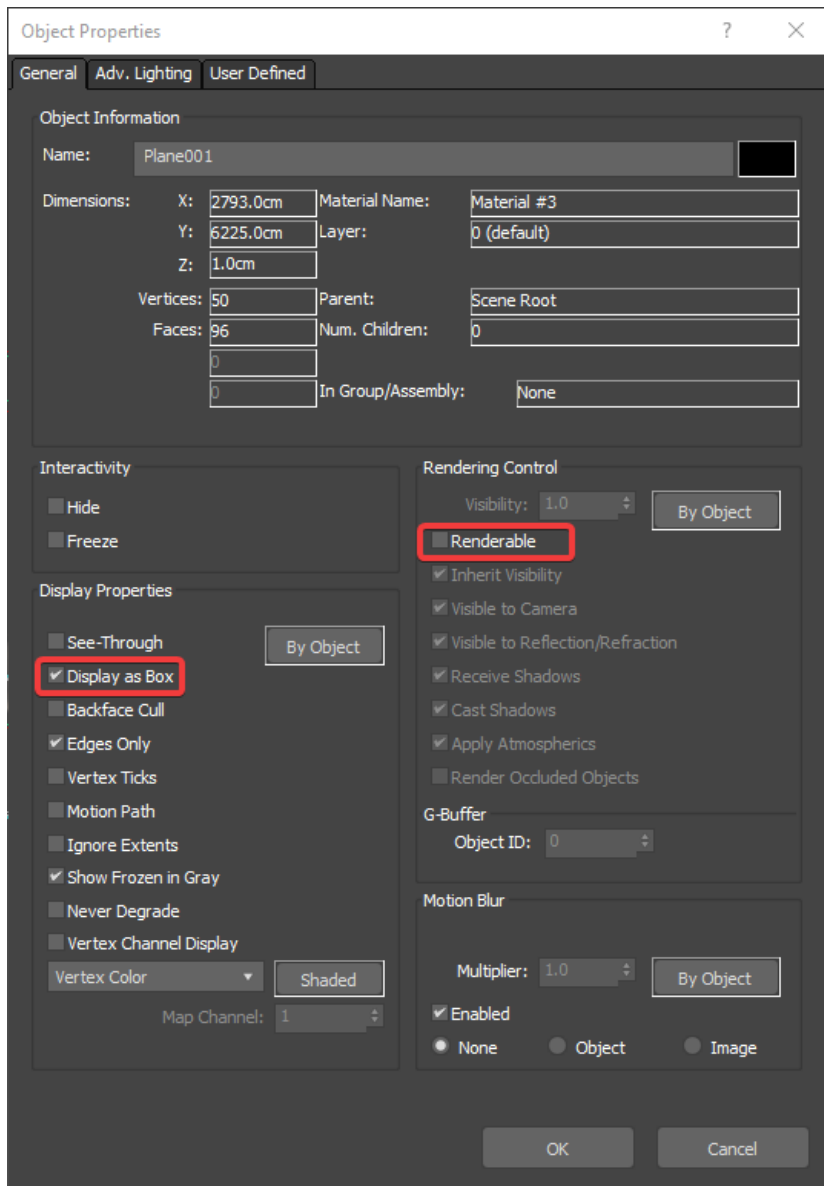 Object Properties ?
General Adv. Lighting User Defined
Object Information
Name: Plane001
Dimensions: X: 2793.0cm Material Name: Material #3
Y: 6225.0cm Layer: 0 (default)
Z: 1.0cm
Vertices: 50 Parent: Scene Root
Faces: 96 Num. Children: 0
0
0 In Group/Assembly: None
Interactivity
Hide
Freeze
Display Properties
See-Through By Object
Display as Box
Backface Cull
Edges Only
Vertex Ticks
Motion Path
Ignore Extents
Show Frozen in Gray
Never Degrade
Vertex Channel Display
Vertex Color Shaded
Map Channel: 1
Rendering Control
Visibility: 1.0 By Object
Renderable
Inherit Visibility
Visible to Camera
Visible to Reflection/Refraction
Receive Shadows
Cast Shadows
Apply Atmospherics
Render Occluded Objects
G-Buffer
Object ID: 0
Motion Blur
Multiplier: 1.0 By Object
Enabled
None Object Image
OK Cancel